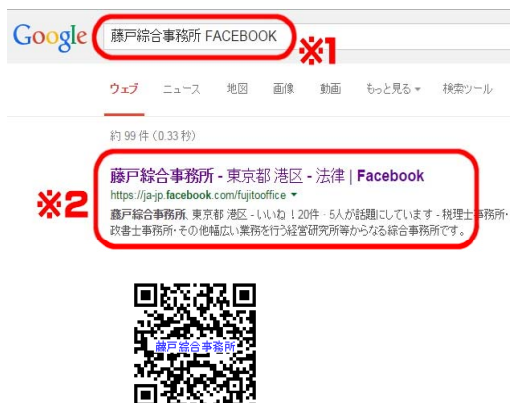 Google 藤戸綜合事務所 FACEBOOK
※1
ウェブ ニュース 地図 画像 動画 もっと見る 検索ツール
約 99 件 (0.33 秒)
※2
藤戸綜合事務所 - 東京都 港区 - 法律 | Facebook
https://ja-jp.facebook.com/fujitooffice
藤戸綜合事務所, 東京都 港区 - いいね！20件 · 5人が話題にしています - 税理士事務所・
政書士事務所・その他幅広い業務を行う経営研究所等からなる綜合事務所です。
藤戸綜合事務所